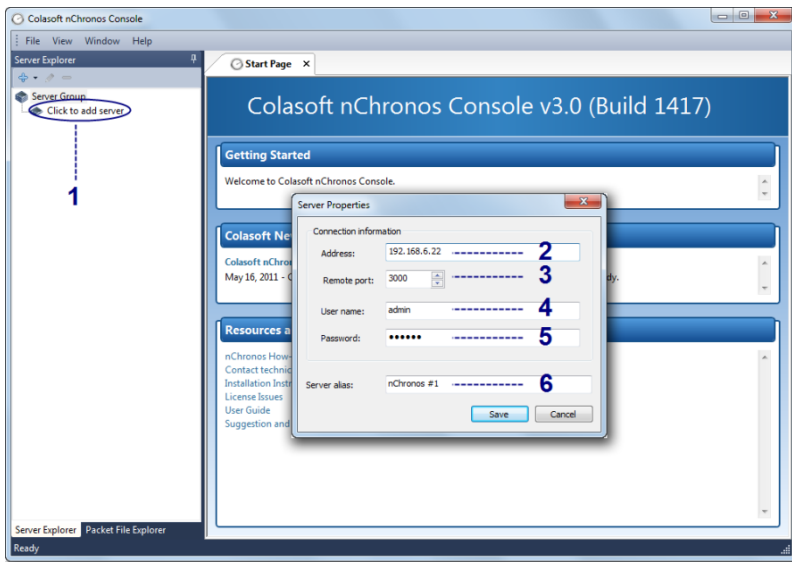 Colasoft nChronos Console
File View Window Help
Server Explorer
Start Page
Server Group
Click to add server
1
Colasoft nChronos Console v3.0 (Build 1417)
Getting Started
Welcome to Colasoft nChronos Console.
Colasoft Ne
Colasoft nChro
May 16, 2011 - C
dy.
Resources a
nChronos How-
Contact technic
Installation Instr
License Issues
User Guide
Suggestion and
Server Properties
Connection information
Address: 192.168.6.22 2
Remote port: 3000 3
User name: admin 4
Password: •••••• 5
Server alias: nChronos #1 6
Save Cancel
Server Explorer Packet File Explorer
Ready